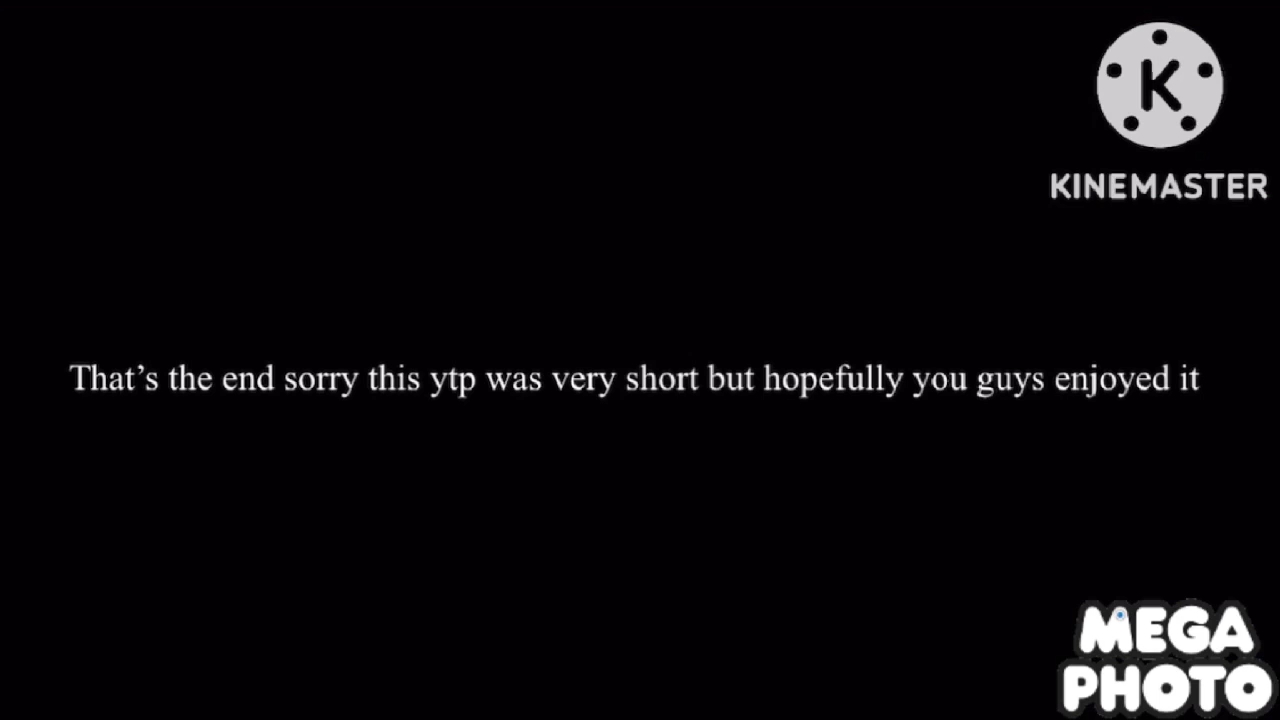 K
KINEMASTER
That’s the end sorry this ytp was very short but hopefully you guys enjoyed it
MEGA
PHOTO